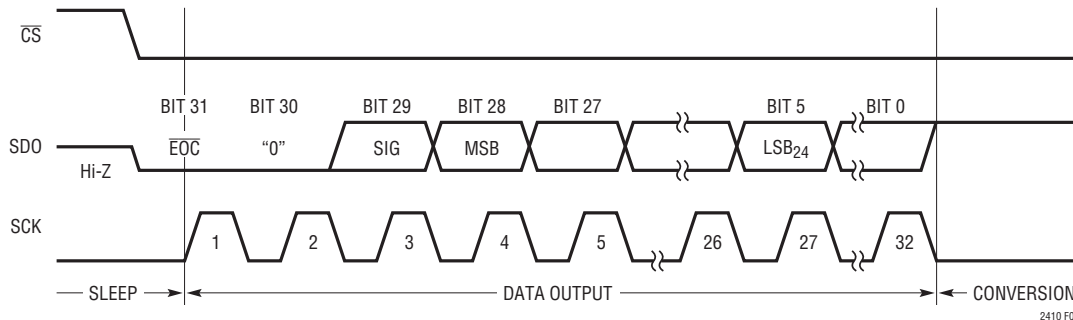 CS
BIT 31 BIT 30 BIT 29 BIT 28 BIT 27 BIT 5 BIT 0
SDO EOC “0” SIG MSB LSB24
Hi-Z
SCK
1 2 3 4 5 26 27 32
SLEEP DATA OUTPUT CONVERSION
2410 F0